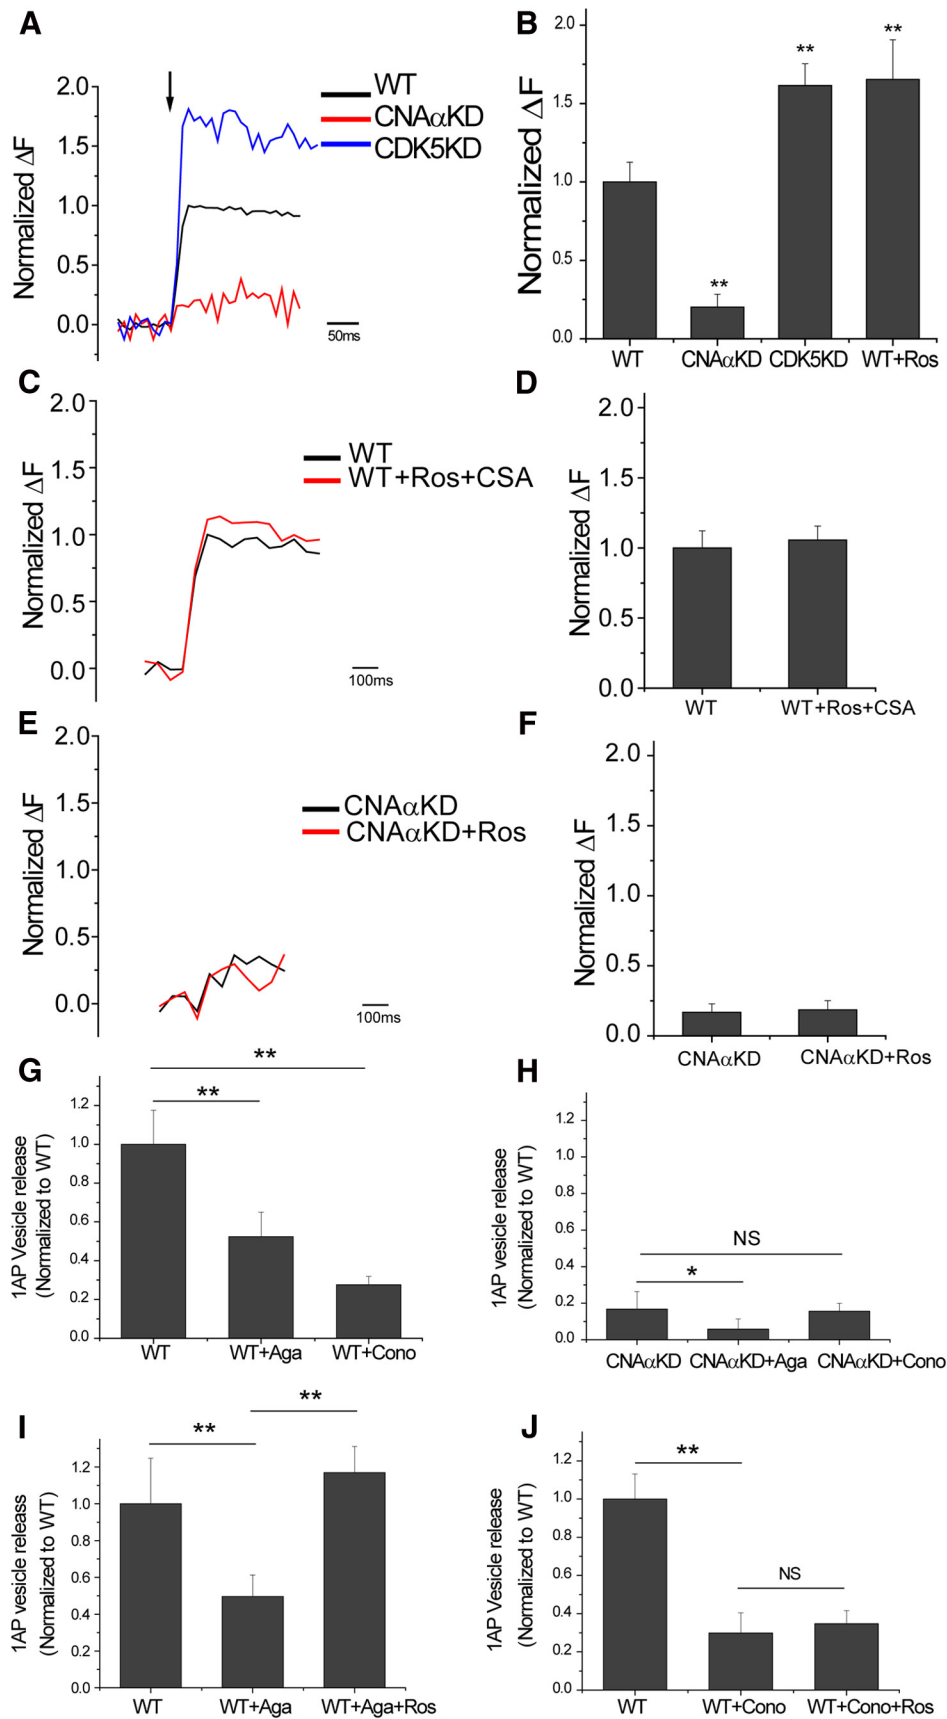 A
2.0
1.5
1.0
0.5
0.0
Normalized ΔF
WT
CNAαKD
CDK5KD
50ms
B
2.0
1.5
1.0
0.5
0.0
Normalized ΔF
**
**
**
WT
CNAαKD
CDK5KD
WT+Ros
C
2.0
1.5
1.0
0.5
0.0
Normalized ΔF
WT
WT+Ros+CSA
100ms
D
2.0
1.5
1.0
0.5
0.0
Normalized ΔF
WT
WT+Ros+CSA
E
2.0
1.5
1.0
0.5
0.0
Normalized ΔF
CNAαKD
CNAαKD+Ros
100ms
F
2.0
1.5
1.0
0.5
0.0
Normalized ΔF
CNAαKD
CNAαKD+Ros
G
1.2
1.0
0.8
0.6
0.4
0.2
0.0
1AP Vesicle release
(Normalized to WT)
**
**
WT
WT+Aga
WT+Cono
H
1.2
1.0
0.8
0.6
0.4
0.2
0.0
1AP vesicle release
(Normalized to WT)
NS
*
CNAαKD
CNAαKD+Aga
CNAαKD+Cono
I
1.2
1.0
0.8
0.6
0.4
0.2
0.0
1AP vesicle releass
(Normalized to WT)
**
**
WT
WT+Aga
WT+Aga+Ros
J
1.2
1.0
0.8
0.6
0.4
0.2
0.0
1AP Vesicle release
(Normalized to WT)
**
NS
WT
WT+Cono
WT+Cono+Ros